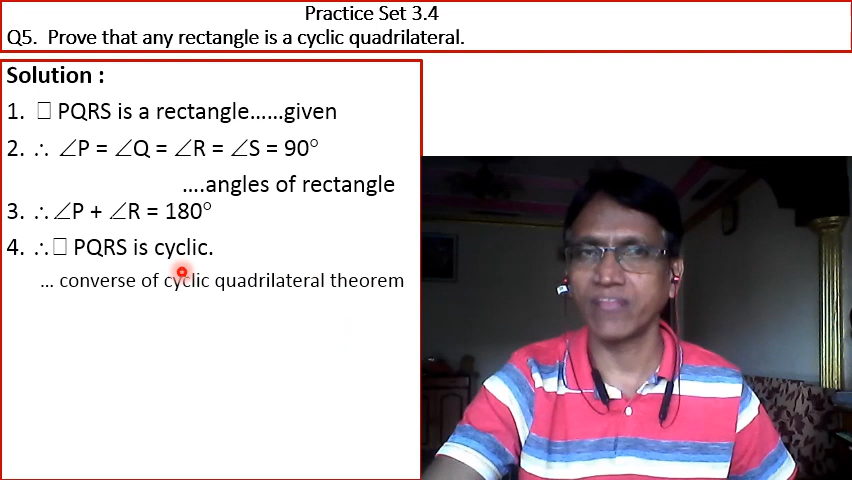 Practice Set 3.4
Q5. Prove that any rectangle is a cyclic quadrilateral.
Solution :
1. □ PQRS is a rectangle……given
2. ∴ ∠P = ∠Q = ∠R = ∠S = 90°
….angles of rectangle
3. ∴ ∠P + ∠R = 180°
4. ∴ □ PQRS is cyclic.
… converse of cyclic quadrilateral theorem